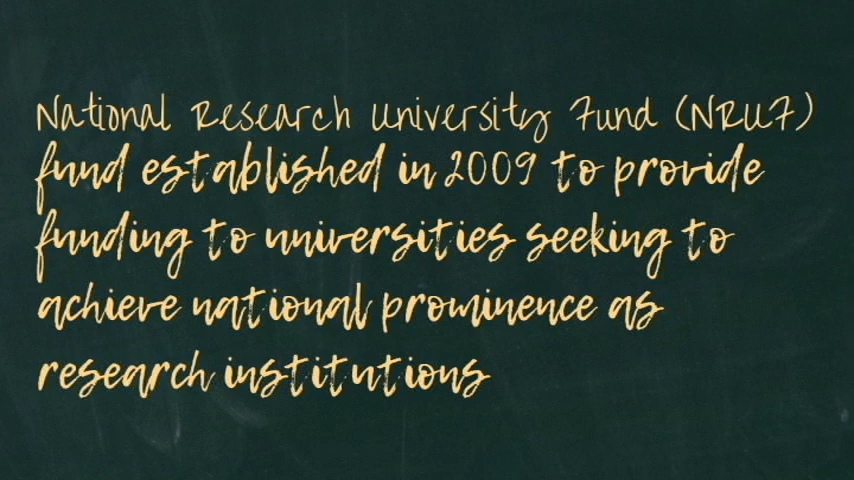 National Research University Fund (NRUF)
fund established in 2009 to provide
funding to universities seeking to
achieve national prominence as
research institutions